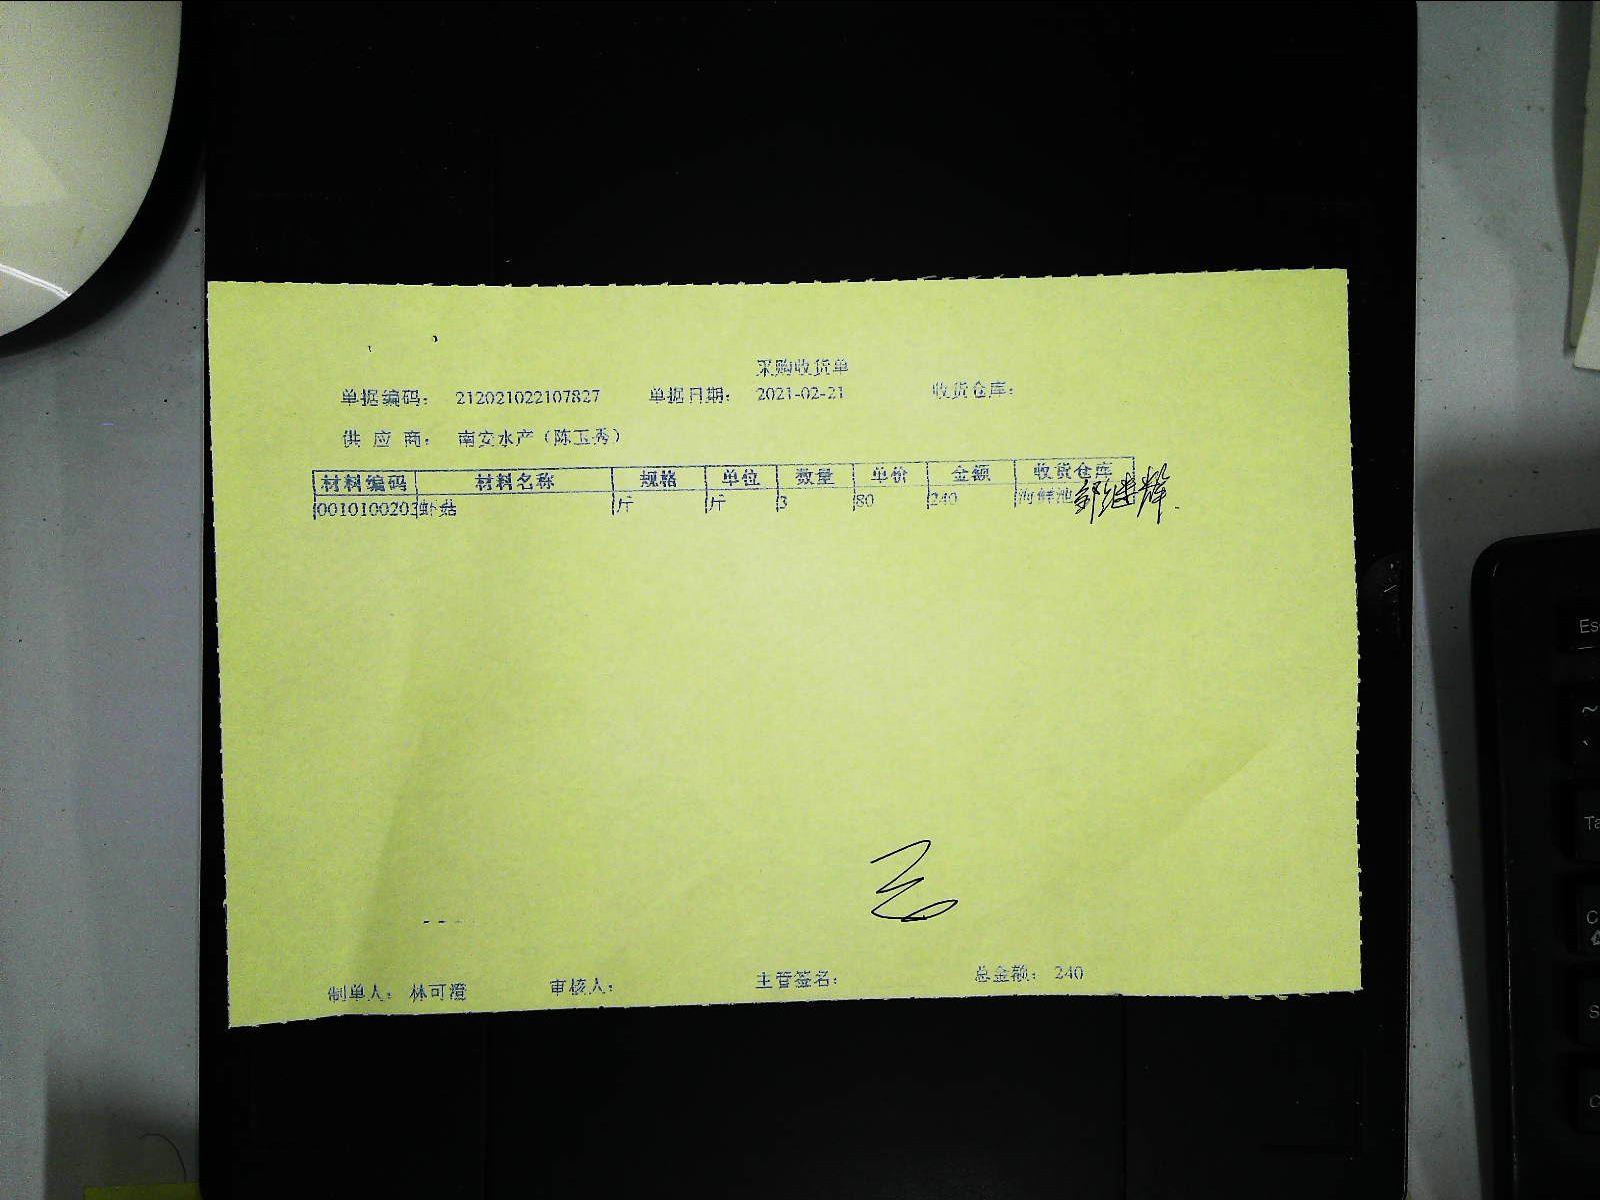 采购收货单
单据编码： 212021022107827 单据日期： 2021-02-21 收货仓库：
供 应 商： 南安水产（陈玉秀）
材料编码 材料名称 规格 单位 数量 单价 金额 收货仓库
0010100203 虾菇 斤 斤 3 80 240 海鲜池
制单人： 林可澄 审核人： 主管签名： 总金额： 240
Es
~
Ta